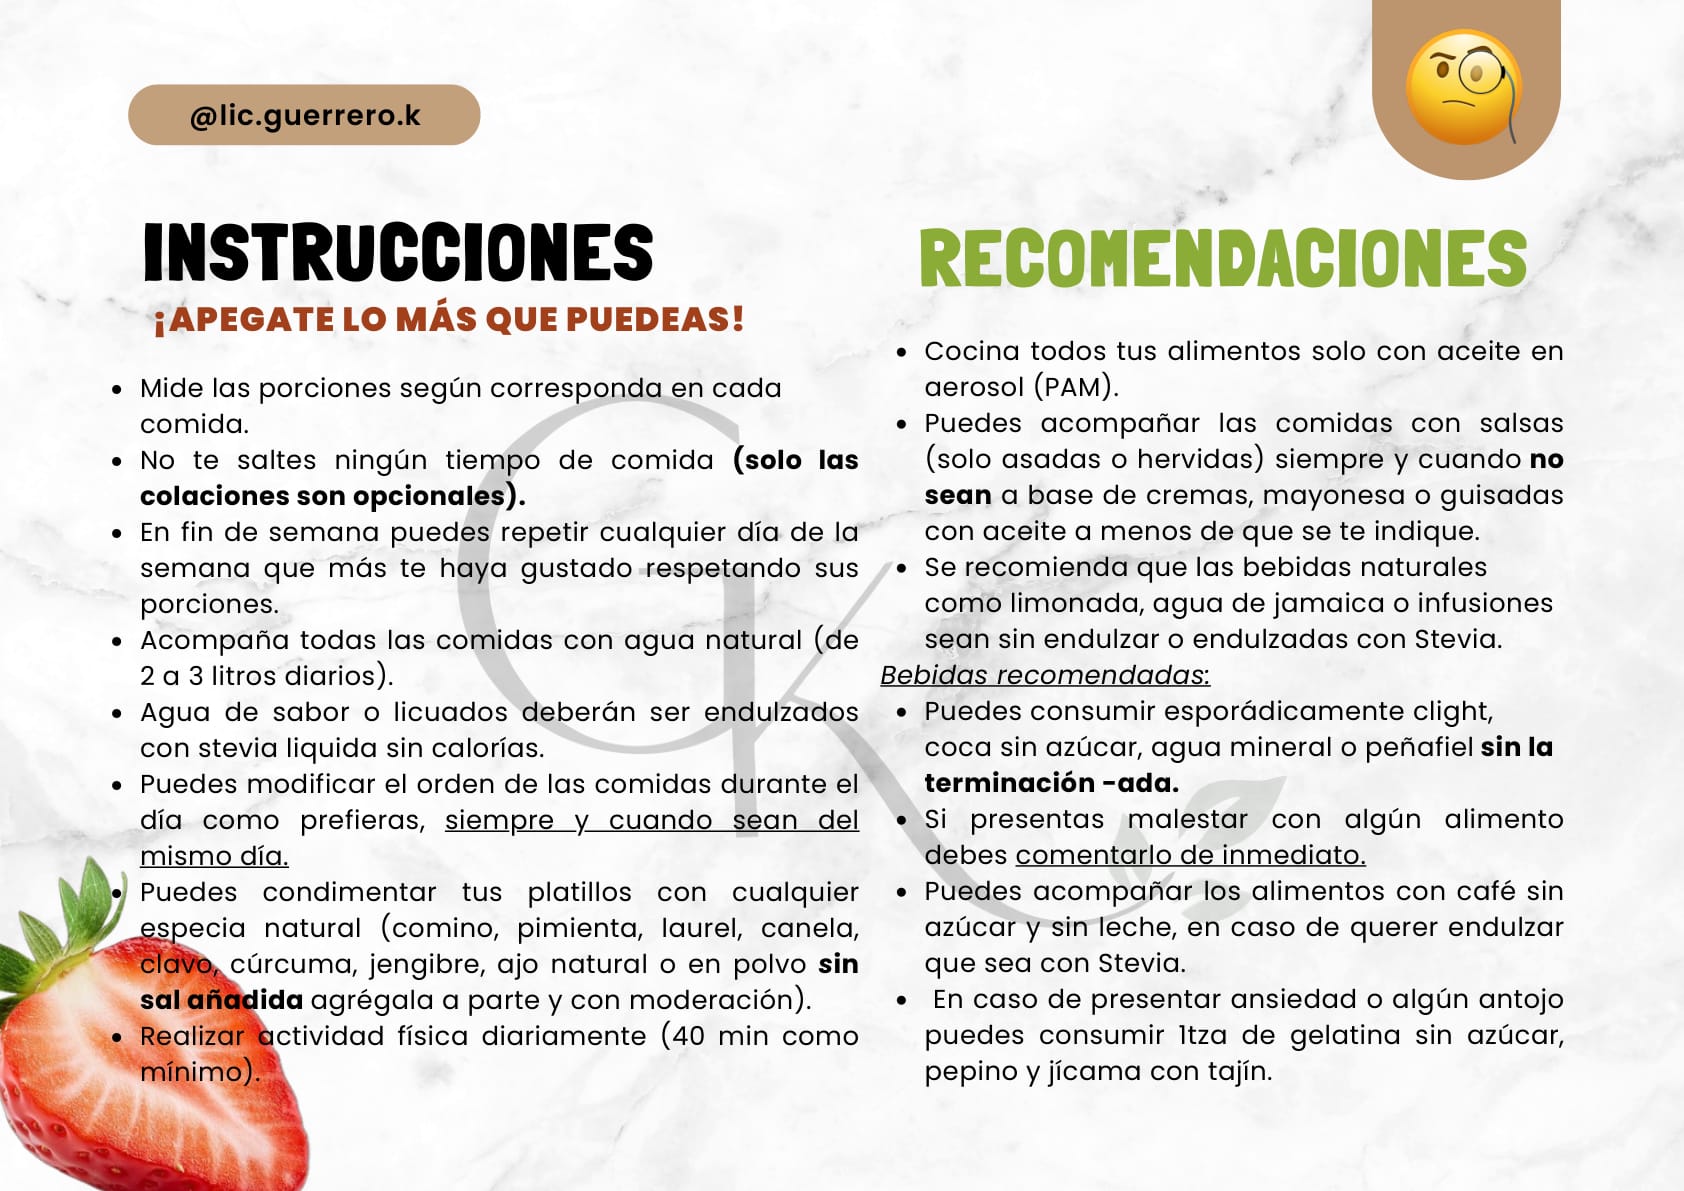 @lic.guerrero.k
INSTRUCCIONES
¡APEGATE LO MÁS QUE PUEDEAS!
• Mide las porciones según corresponda en cada
comida.
• No te saltes ningún tiempo de comida (solo las
colaciones son opcionales).
• En fin de semana puedes repetir cualquier día de la
semana que más te haya gustado respetando sus
porciones.
• Acompaña todas las comidas con agua natural (de
2 a 3 litros diarios).
• Agua de sabor o licuados deberán ser endulzados
con stevia liquida sin calorías.
• Puedes modificar el orden de las comidas durante el
día como prefieras, siempre y cuando sean del
mismo día.
• Puedes condimentar tus platillos con cualquier
especia natural (comino, pimienta, laurel, canela,
clavo, cúrcuma, jengibre, ajo natural o en polvo sin
sal añadida agrégala a parte y con moderación).
• Realizar actividad física diariamente (40 min como
mínimo).
RECOMENDACIONES
• Cocina todos tus alimentos solo con aceite en
aerosol (PAM).
• Puedes acompañar las comidas con salsas
(solo asadas o hervidas) siempre y cuando no
sean a base de cremas, mayonesa o guisadas
con aceite a menos de que se te indique.
• Se recomienda que las bebidas naturales
como limonada, agua de jamaica o infusiones
sean sin endulzar o endulzadas con Stevia.
Bebidas recomendadas:
• Puedes consumir esporádicamente clight,
coca sin azúcar, agua mineral o peñafiel sin la
terminación -ada.
• Si presentas malestar con algún alimento
debes comentarlo de inmediato.
• Puedes acompañar los alimentos con café sin
azúcar y sin leche, en caso de querer endulzar
que sea con Stevia.
• En caso de presentar ansiedad o algún antojo
puedes consumir 1tza de gelatina sin azúcar,
pepino y jícama con tajín.
GK